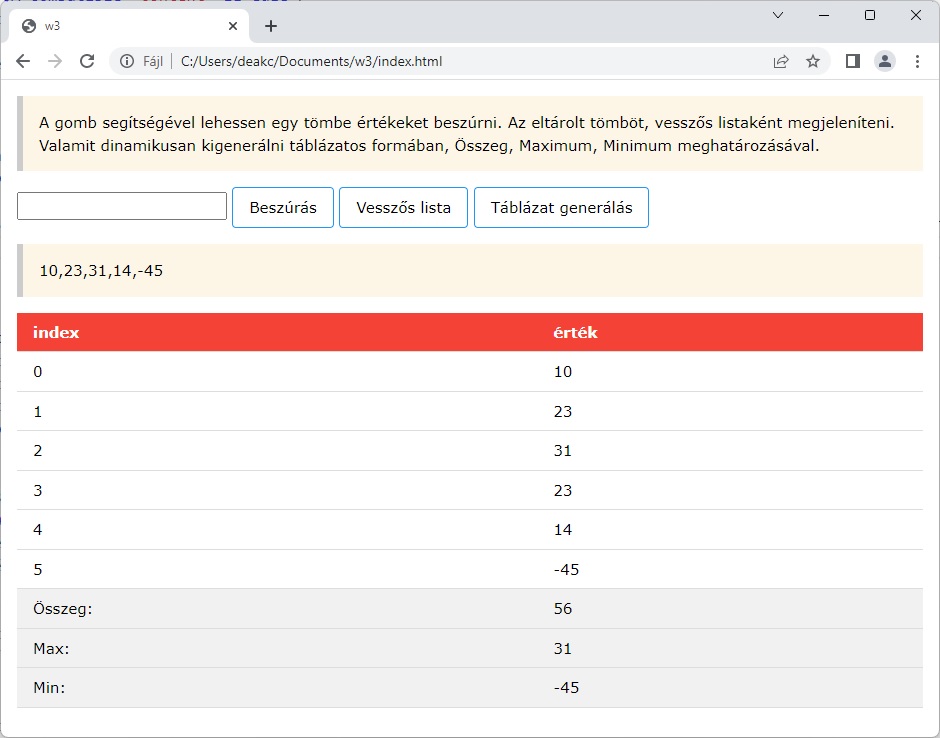 w3
Fájl C:/Users/deakc/Documents/w3/index.html
A gomb segítségével lehessen egy tömbe értékeket beszúrni. Az eltárolt tömböt, vesszős listaként megjeleníteni.
Valamit dinamikusan kigenerálni táblázatos formában, Összeg, Maximum, Minimum meghatározásával.
Beszúrás Vesszős lista Táblázat generálás
10,23,31,14,-45
index érték
0 10
1 23
2 31
3 23
4 14
5 -45
Összeg: 56
Max: 31
Min: -45